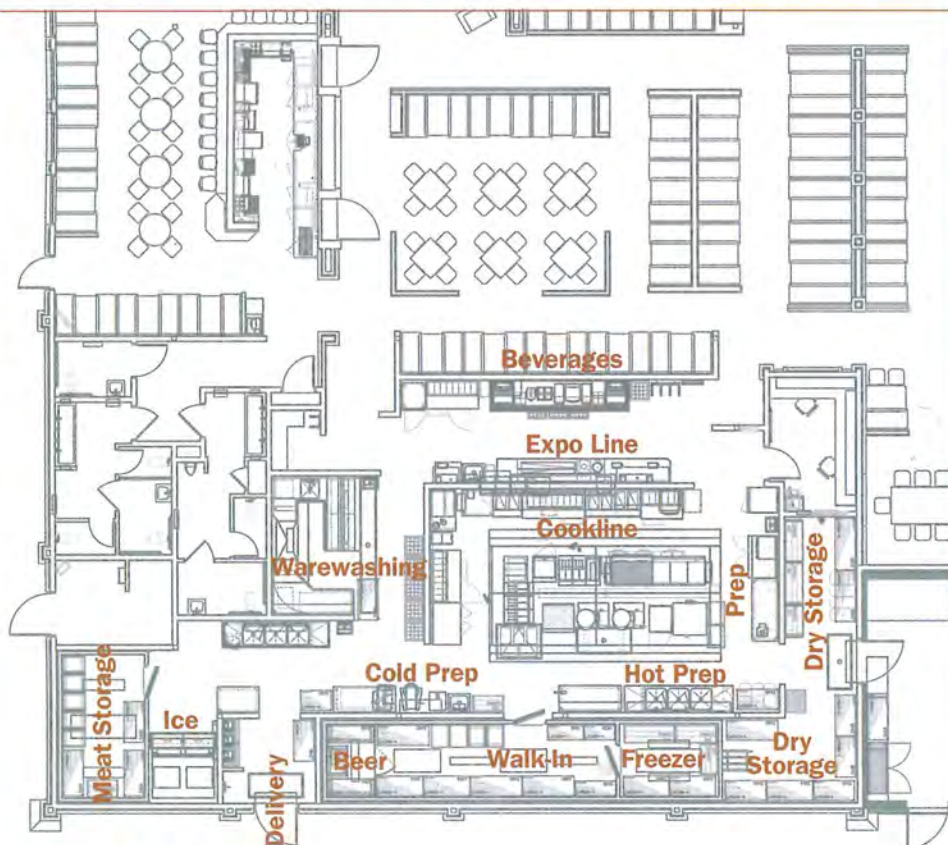 Beverages
Expo Line
Cookline
Warewashing
Prep
Dry Storage
Cold Prep
Hot Prep
Meat Storage
Ice
Beer
Walk-In
Freezer
Dry
Storage
Delivery